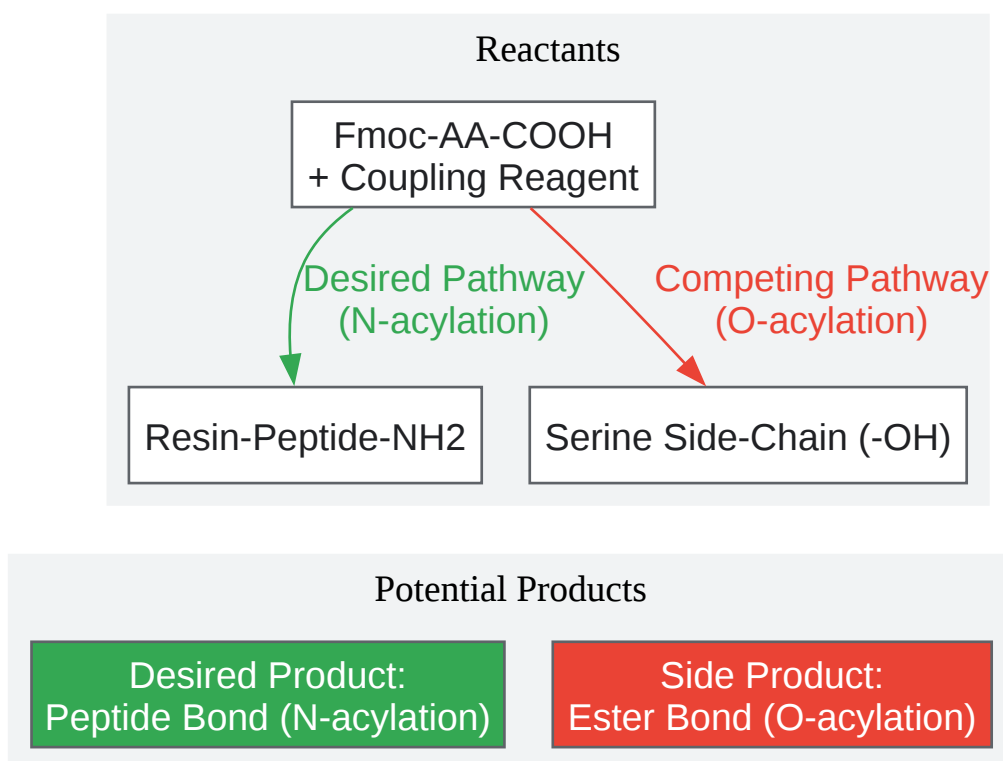 Reactants
Fmoc-AA-COOH
+ Coupling Reagent
Desired Pathway
(N-acylation)
Competing Pathway
(O-acylation)
Resin-Peptide-NH2
Serine Side-Chain (-OH)
Potential Products
Desired Product:
Peptide Bond (N-acylation)
Side Product:
Ester Bond (O-acylation)